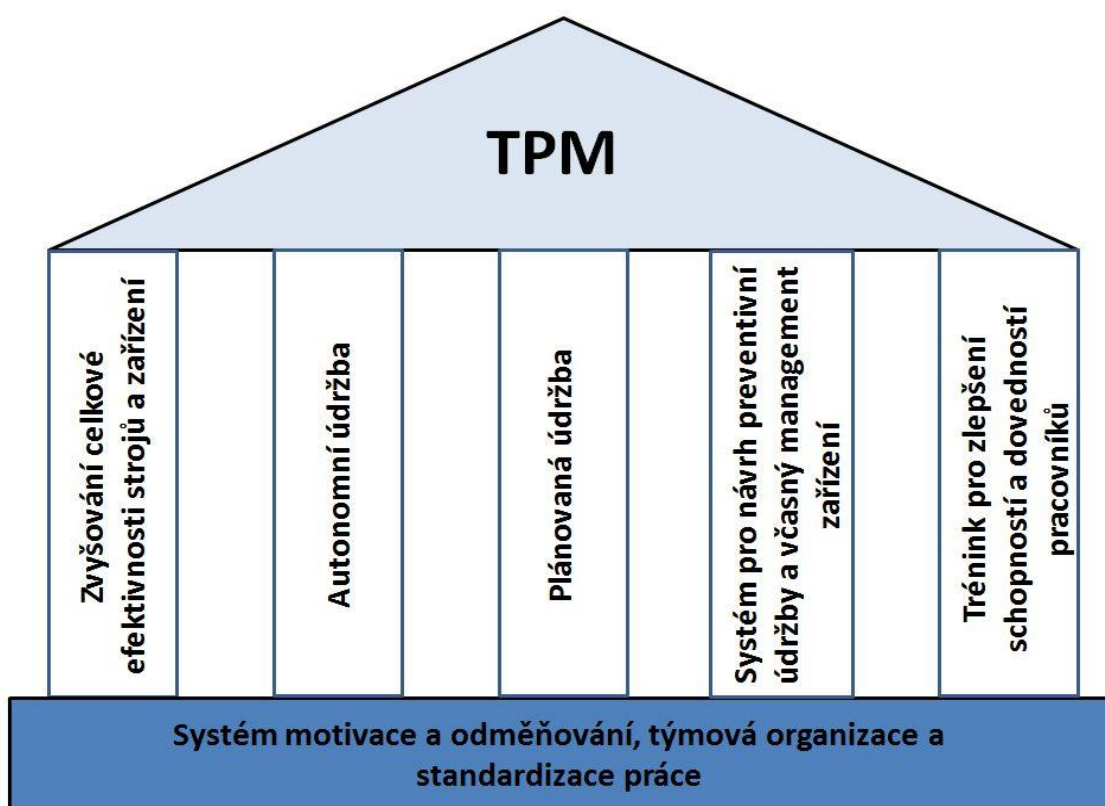 TPM
Zvyšování celkové
efektivnosti strojů a zařízení
Autonomní údržba
Plánovaná údržba
Systém pro návrh preventivní
údržby a včasný management
zařízení
Trénink pro zlepšení
schopností a dovedností
pracovníků
Systém motivace a odměňování, týmová organizace a
standardizace práce